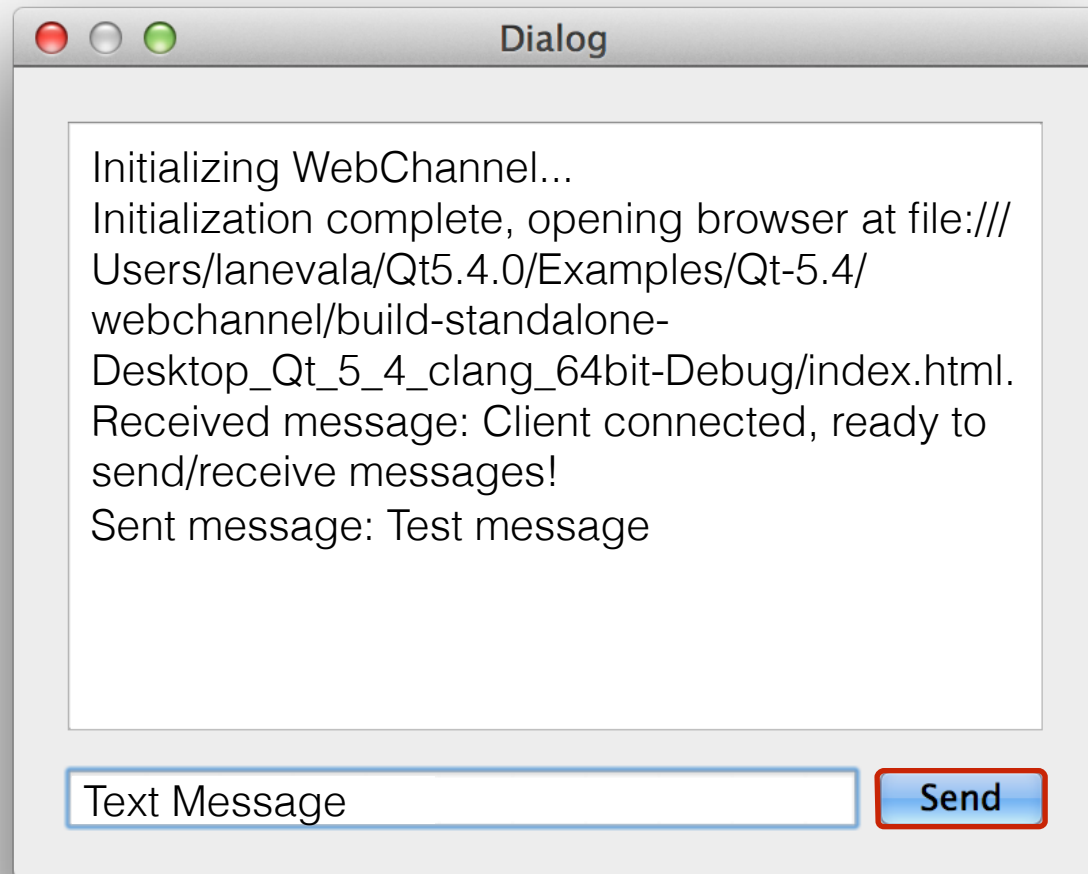 Dialog
Initializing WebChannel...
Initialization complete, opening browser at file:///
Users/lanevala/Qt5.4.0/Examples/Qt-5.4/
webchannel/build-standalone-
Desktop_Qt_5_4_clang_64bit-Debug/index.html.
Received message: Client connected, ready to
send/receive messages!
Sent message: Test message
Text Message
Send